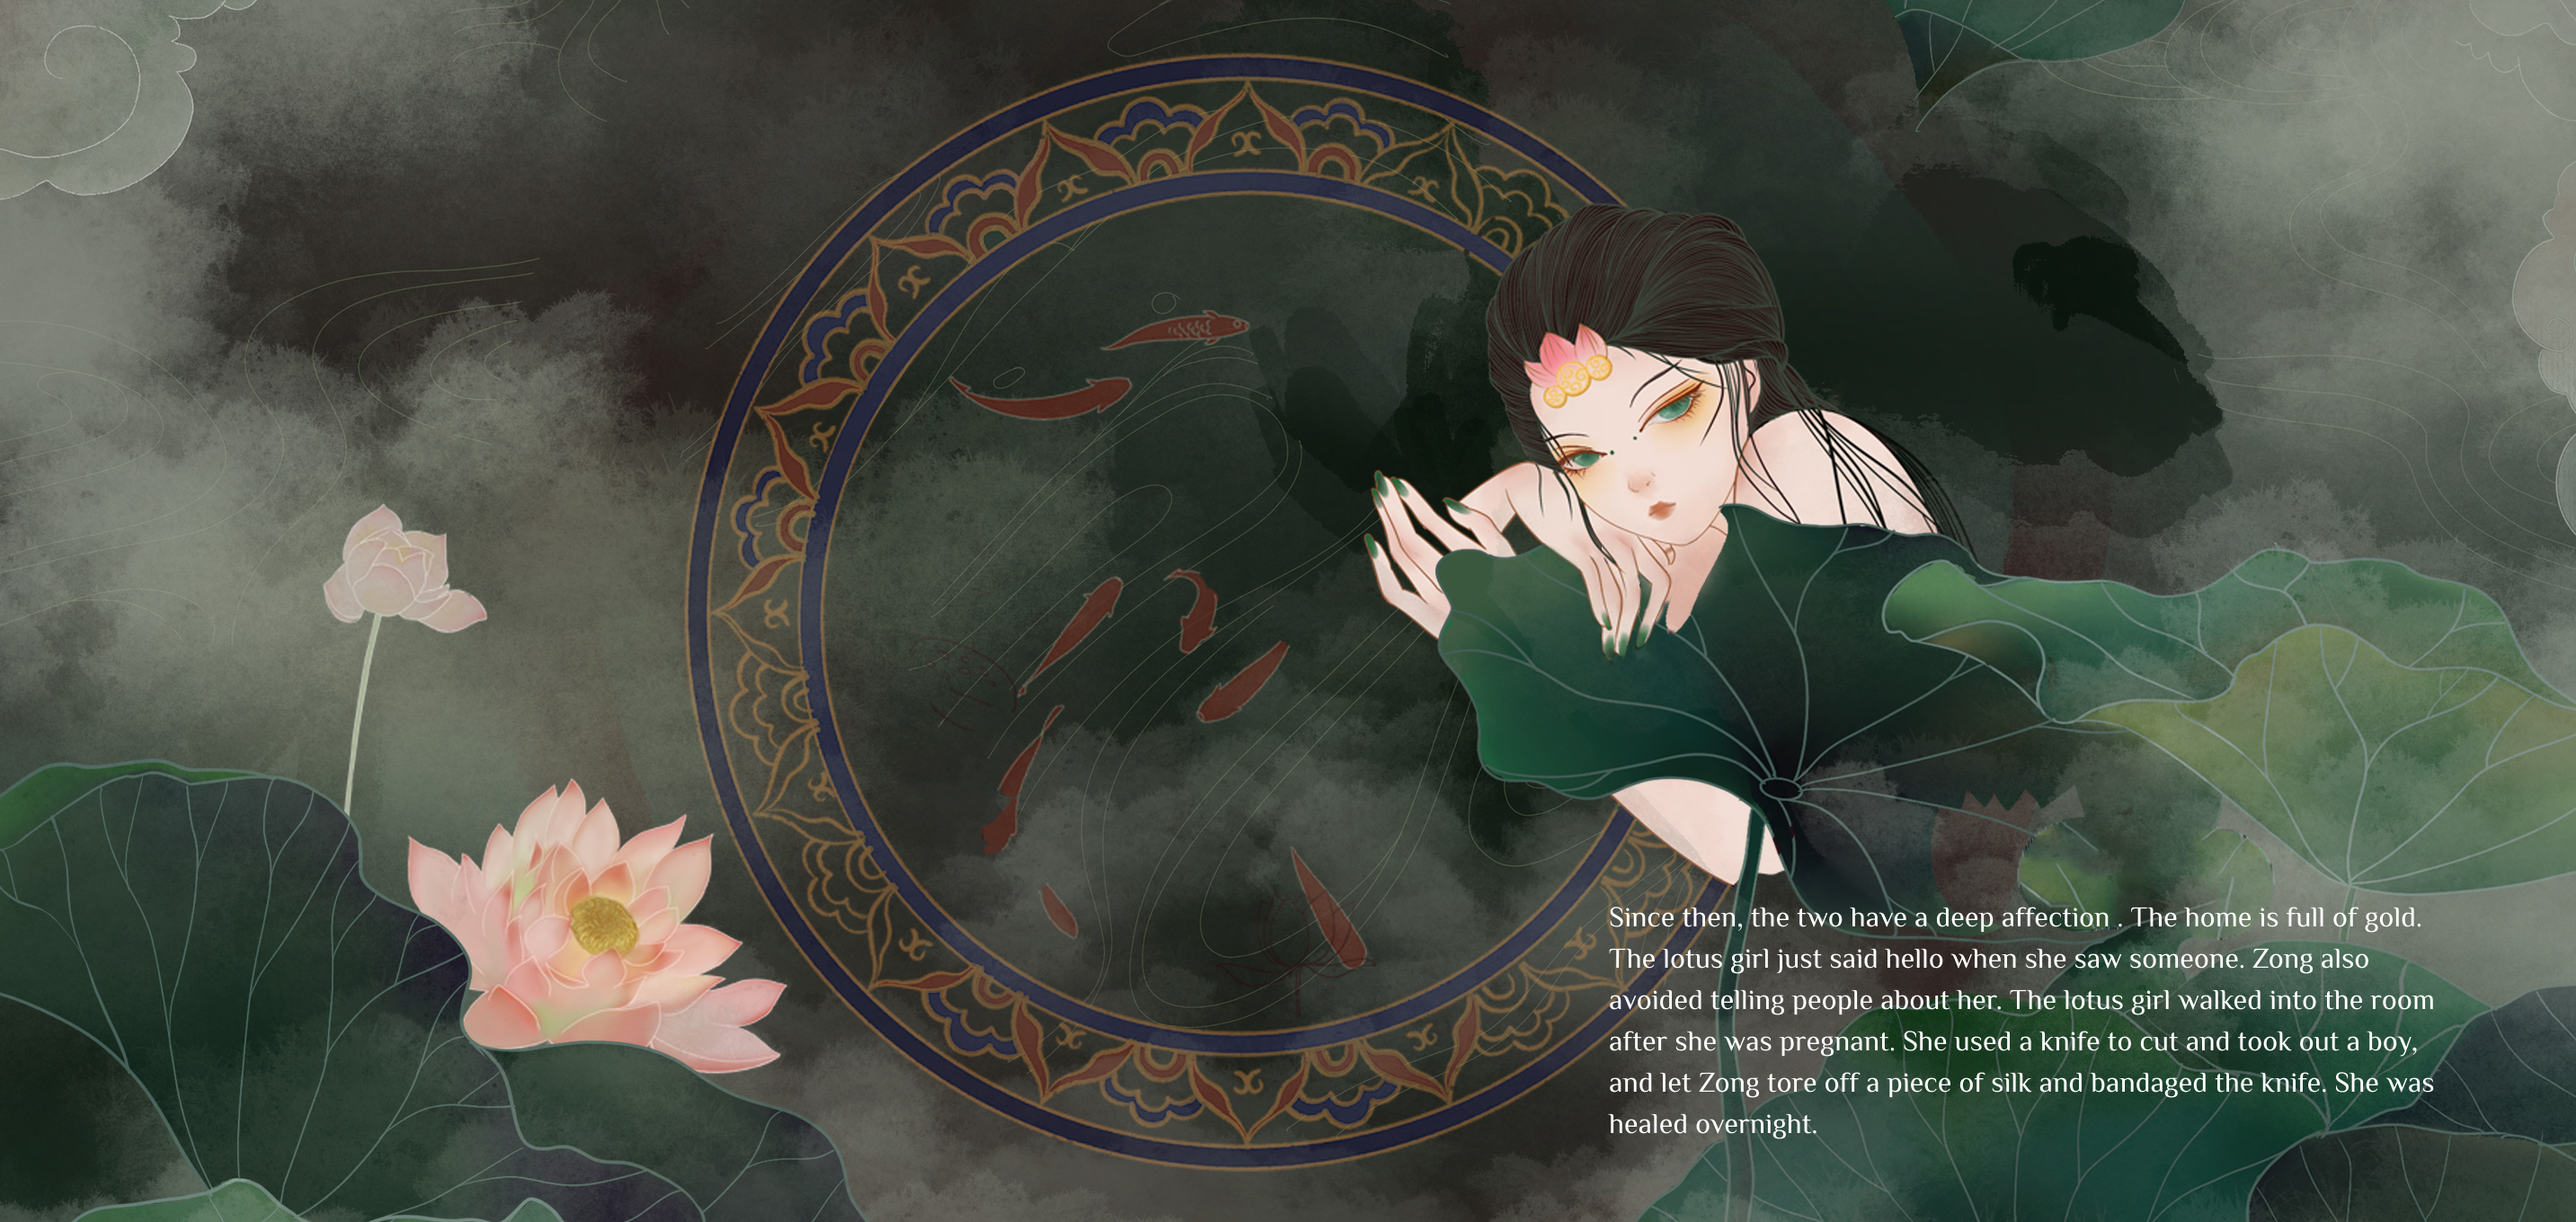 Since then, the two have a deep affection . The home is full of gold.
The lotus girl just said hello when she saw someone. Zong also
avoided telling people about her. The lotus girl walked into the room
after she was pregnant. She used a knife to cut and took out a boy,
and let Zong tore off a piece of silk and bandaged the knife. She was
healed overnight.